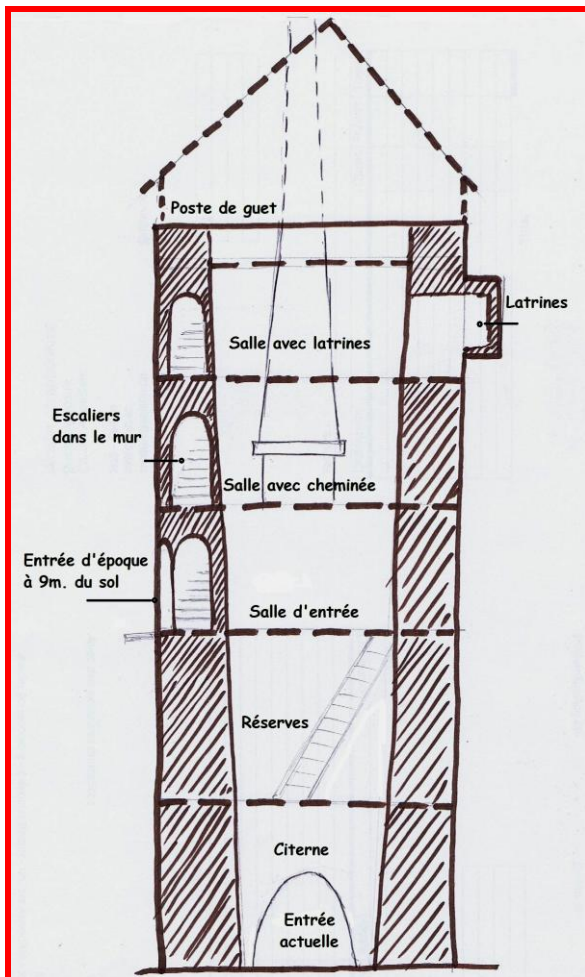 Poste de guet
Latrines
Salle avec latrines
Escaliers
dans le mur
Salle avec cheminée
Entrée d'époque
à 9m. du sol
Salle d'entrée
Réserves
Citerne
Entrée
actuelle